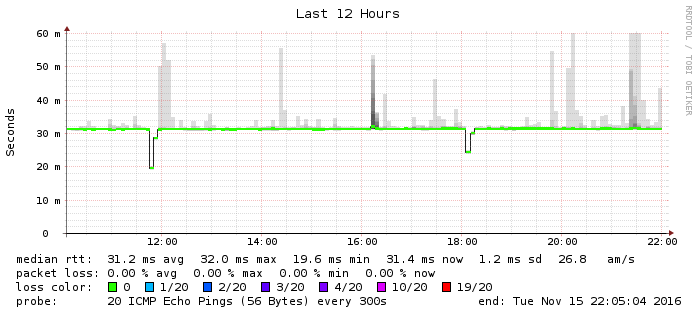 Last 12 Hours
RRDTOOL / TOBI OETIKER
60 m
50 m
40 m
30 m
20 m
10 m
0
Seconds
12:00 14:00 16:00 18:00 20:00 22:00
median rtt: 31.2 ms avg 32.0 ms max 19.6 ms min 31.4 ms now 1.2 ms sd 26.8 am/s
packet loss: 0.00 % avg 0.00 % max 0.00 % min 0.00 % now
loss color: 0 1/20 2/20 3/20 4/20 10/20 19/20
probe: 20 ICMP Echo Pings (56 Bytes) every 300s end: Tue Nov 15 22:05:04 2016